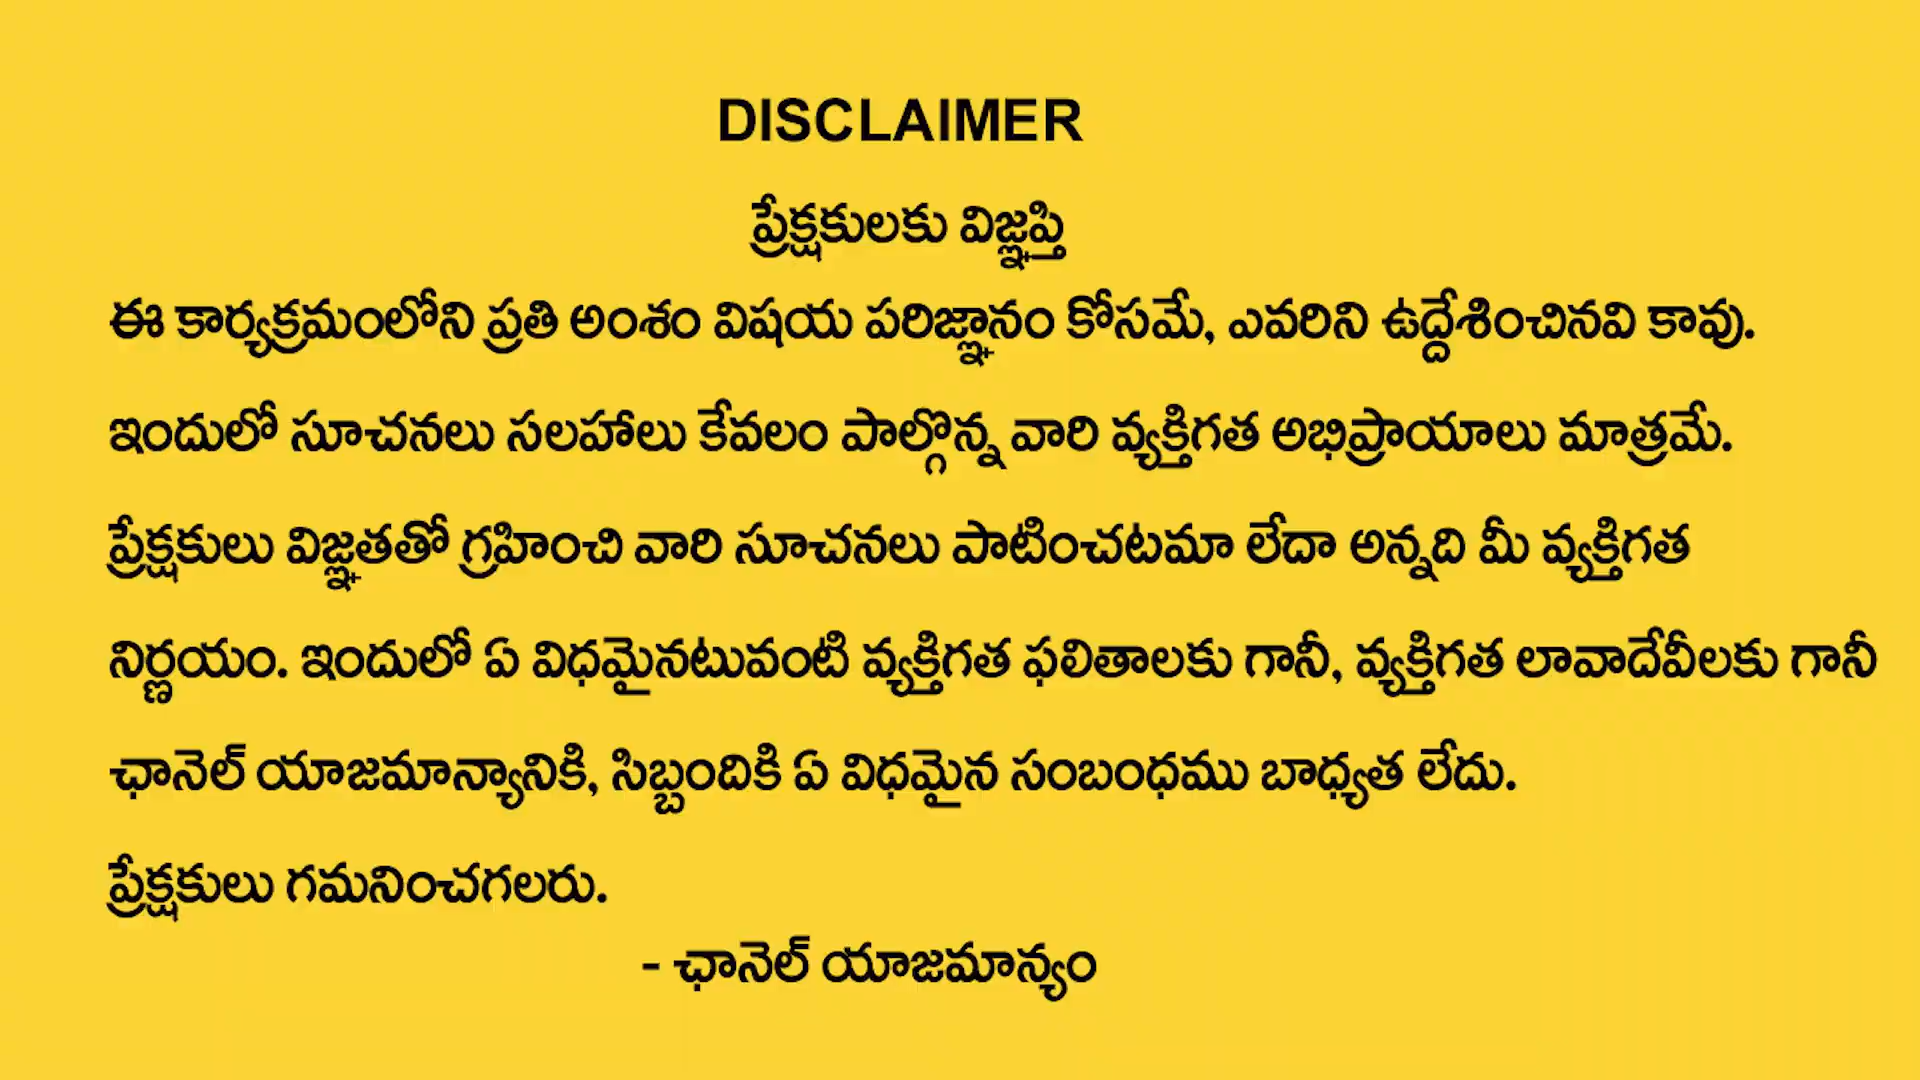 DISCLAIMER
ప్రేక్షకులకు విజ్ఞప్తి
ఈ కార్యక్రమంలోని ప్రతి అంశం విషయ పరిజ్ఞానం కోసమే, ఎవరిని ఉద్దేశించినవి కావు.
ఇందులో సూచనలు సలహాలు కేవలం పాల్గొన్న వారి వ్యక్తిగత అభిప్రాయాలు మాత్రమే.
ప్రేక్షకులు విజ్ఞతతో గ్రహించి వారి సూచనలు పాటించటమా లేదా అన్నది మీ వ్యక్తిగత
నిర్ణయం. ఇందులో ఏ విధమైనటువంటి వ్యక్తిగత ఫలితాలకు గానీ, వ్యక్తిగత లావాదేవీలకు గానీ
ఛానెల్ యాజమాన్యానికి, సిబ్బందికి ఏ విధమైన సంబంధము బాధ్యత లేదు.
ప్రేక్షకులు గమనించగలరు.
- ఛానెల్ యాజమాన్యం